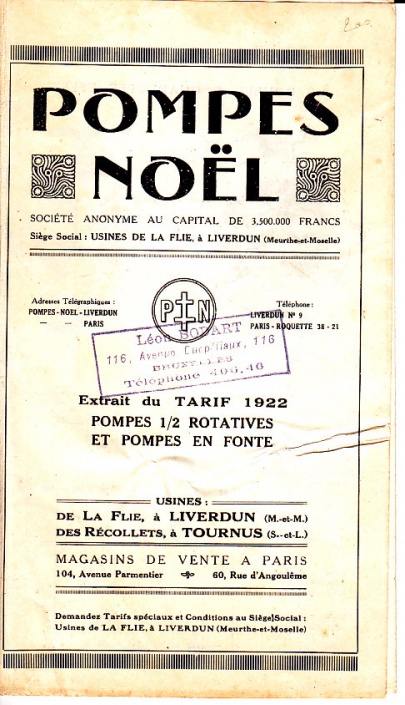 POMPES
NOËL
SOCIÉTÉ ANONYME AU CAPITAL DE 3.500.000 FRANCS
Siège Social : USINES DE LA FLIE, à LIVERDUN (Meurthe-et-Moselle)
Adresses Télégraphiques :
POMPES-NOEL-LIVERDUN
— — PARIS
P N
Téléphone :
LIVERDUN N° 9
PARIS-ROQUETTE 38-21
Léon
116, Avenue 116
BRUXELLES
Téléphone 406.46
Extrait du TARIF 1922
POMPES 1/2 ROTATIVES
ET POMPES EN FONTE
USINES :
DE LA FLIE, à LIVERDUN (M.-et-M.)
DES RÉCOLLETS, à TOURNUS (S.-et-L.)
MAGASINS DE VENTE A PARIS
104, Avenue Parmentier 60, Rue d'Angoulême
Demandez Tarifs spéciaux et Conditions au Siège Social :
Usines de LA FLIE, à LIVERDUN (Meurthe-et-Moselle)